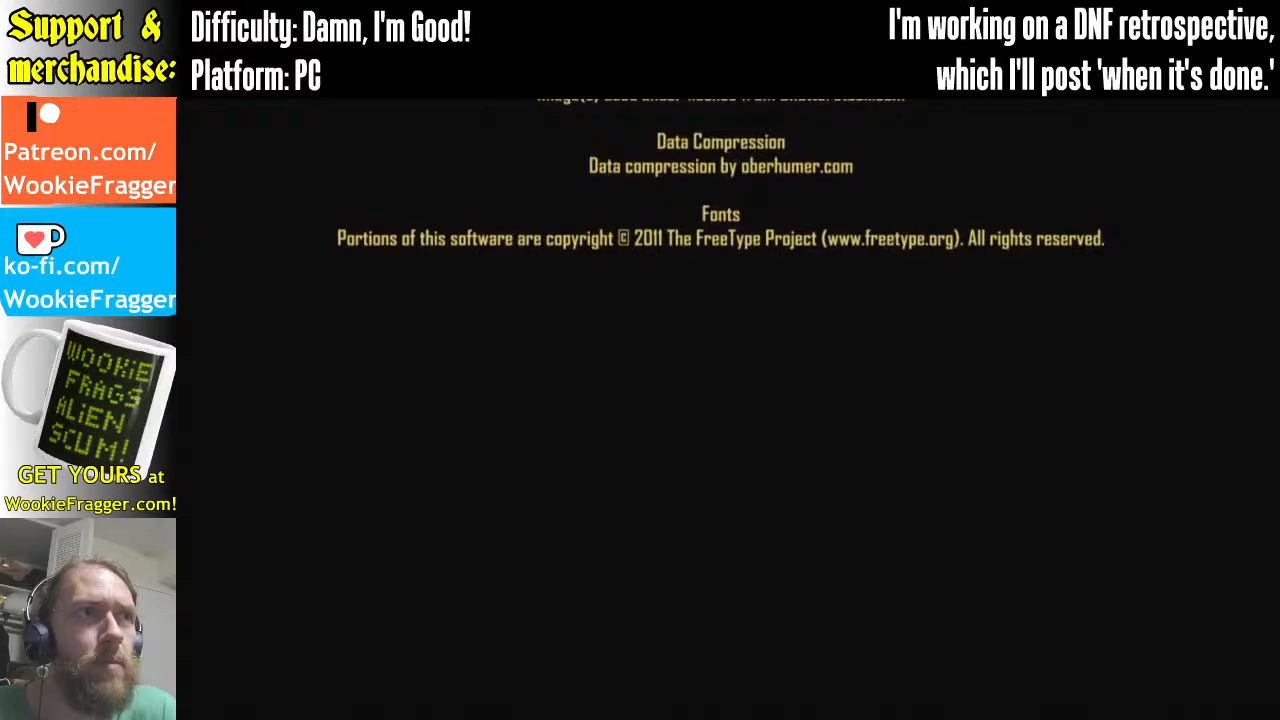 Support &
merchandise:
Patreon.com/
WookieFragger
ko-fi.com/
WookieFragger
WOOKiE
FRAGS
ALiEN
SCUM!
GET YOURS at
WookieFragger.com!
Difficulty: Damn, I'm Good!
Platform: PC
I'm working on a DNF retrospective,
which I'll post 'when it's done.'
Data Compression
Data compression by oberhumer.com
Fonts
Portions of this software are copyright © 2011 The FreeType Project (www.freetype.org). All rights reserved.